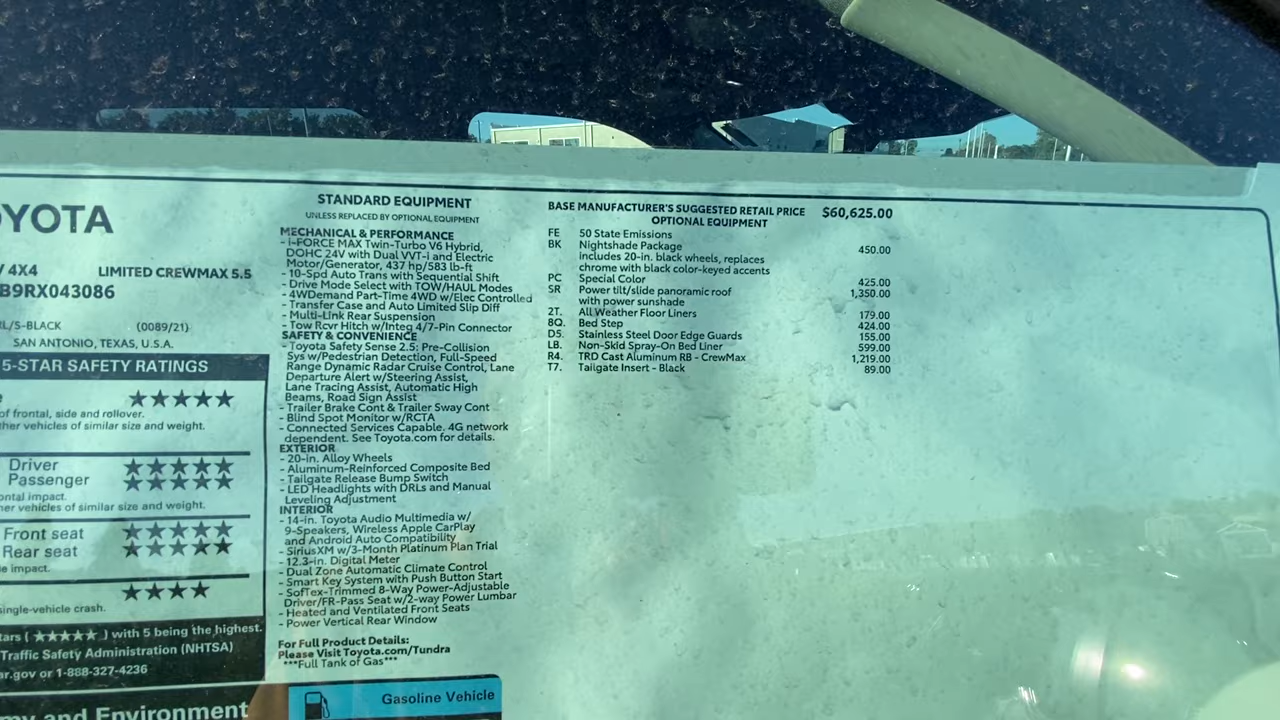 OYOTA
4X4 LIMITED CREWMAX 5.5
B9RX043086
L/S-BLACK (0089/21)
SAN ANTONIO, TEXAS, U.S.A.
5-STAR SAFETY RATINGS
★★★★★
of frontal, side and rollover.
her vehicles of similar size and weight.
Driver ★★★★★
Passenger ★★★★★
ontal impact.
her vehicles of similar size and weight.
Front seat ★★★★★
Rear seat ★★★★★
e impact.
★★★★
single-vehicle crash.
tars (★★★★★) with 5 being the highest.
Traffic Safety Administration (NHTSA)
ar.gov or 1-888-327-4236
my and Environment
STANDARD EQUIPMENT
UNLESS REPLACED BY OPTIONAL EQUIPMENT
MECHANICAL & PERFORMANCE
- i-FORCE MAX Twin-Turbo V6 Hybrid,
DOHC 24V with Dual VVT-i and Electric
Motor/Generator, 437 hp/583 lb-ft
- 10-Spd Auto Trans with Sequential Shift
- Drive Mode Select with TOW/HAUL Modes
- 4WDemand Part-Time 4WD w/Elec Controlled
- Transfer Case and Auto Limited Slip Diff
- Multi-Link Rear Suspension
- Tow Rcvr Hitch w/Integ 4/7-Pin Connector
SAFETY & CONVENIENCE
- Toyota Safety Sense 2.5: Pre-Collision
Sys w/Pedestrian Detection, Full-Speed
Range Dynamic Radar Cruise Control, Lane
Departure Alert w/Steering Assist,
Lane Tracing Assist, Automatic High
Beams, Road Sign Assist
- Trailer Brake Cont & Trailer Sway Cont
- Blind Spot Monitor w/RCTA
- Connected Services Capable. 4G network
dependent. See Toyota.com for details.
EXTERIOR
- 20-in. Alloy Wheels
- Aluminum-Reinforced Composite Bed
- Tailgate Release Bump Switch
- LED Headlights with DRLs and Manual
Leveling Adjustment
INTERIOR
- 14-in. Toyota Audio Multimedia w/
9-Speakers, Wireless Apple CarPlay
and Android Auto Compatibility
- SiriusXM w/3-Month Platinum Plan Trial
- 12.3-in. Digital Meter
- Dual Zone Automatic Climate Control
- Smart Key System with Push Button Start
- SofTex-Trimmed 8-Way Power-Adjustable
Driver/FR-Pass Seat w/2-way Power Lumbar
- Heated and Ventilated Front Seats
- Power Vertical Rear Window
For Full Product Details:
Please Visit Toyota.com/Tundra
***Full Tank of Gas***
Gasoline Vehicle
BASE MANUFACTURER'S SUGGESTED RETAIL PRICE $60,625.00
OPTIONAL EQUIPMENT
FE 50 State Emissions
BK Nightshade Package 450.00
includes 20-in. black wheels, replaces
chrome with black color-keyed accents
PC Special Color 425.00
SR Power tilt/slide panoramic roof 1,350.00
with power sunshade
2T. All Weather Floor Liners 179.00
8Q. Bed Step 424.00
D5. Stainless Steel Door Edge Guards 155.00
LB. Non-Skid Spray-On Bed Liner 599.00
R4. TRD Cast Aluminum RB - CrewMax 1,219.00
T7. Tailgate Insert - Black 89.00